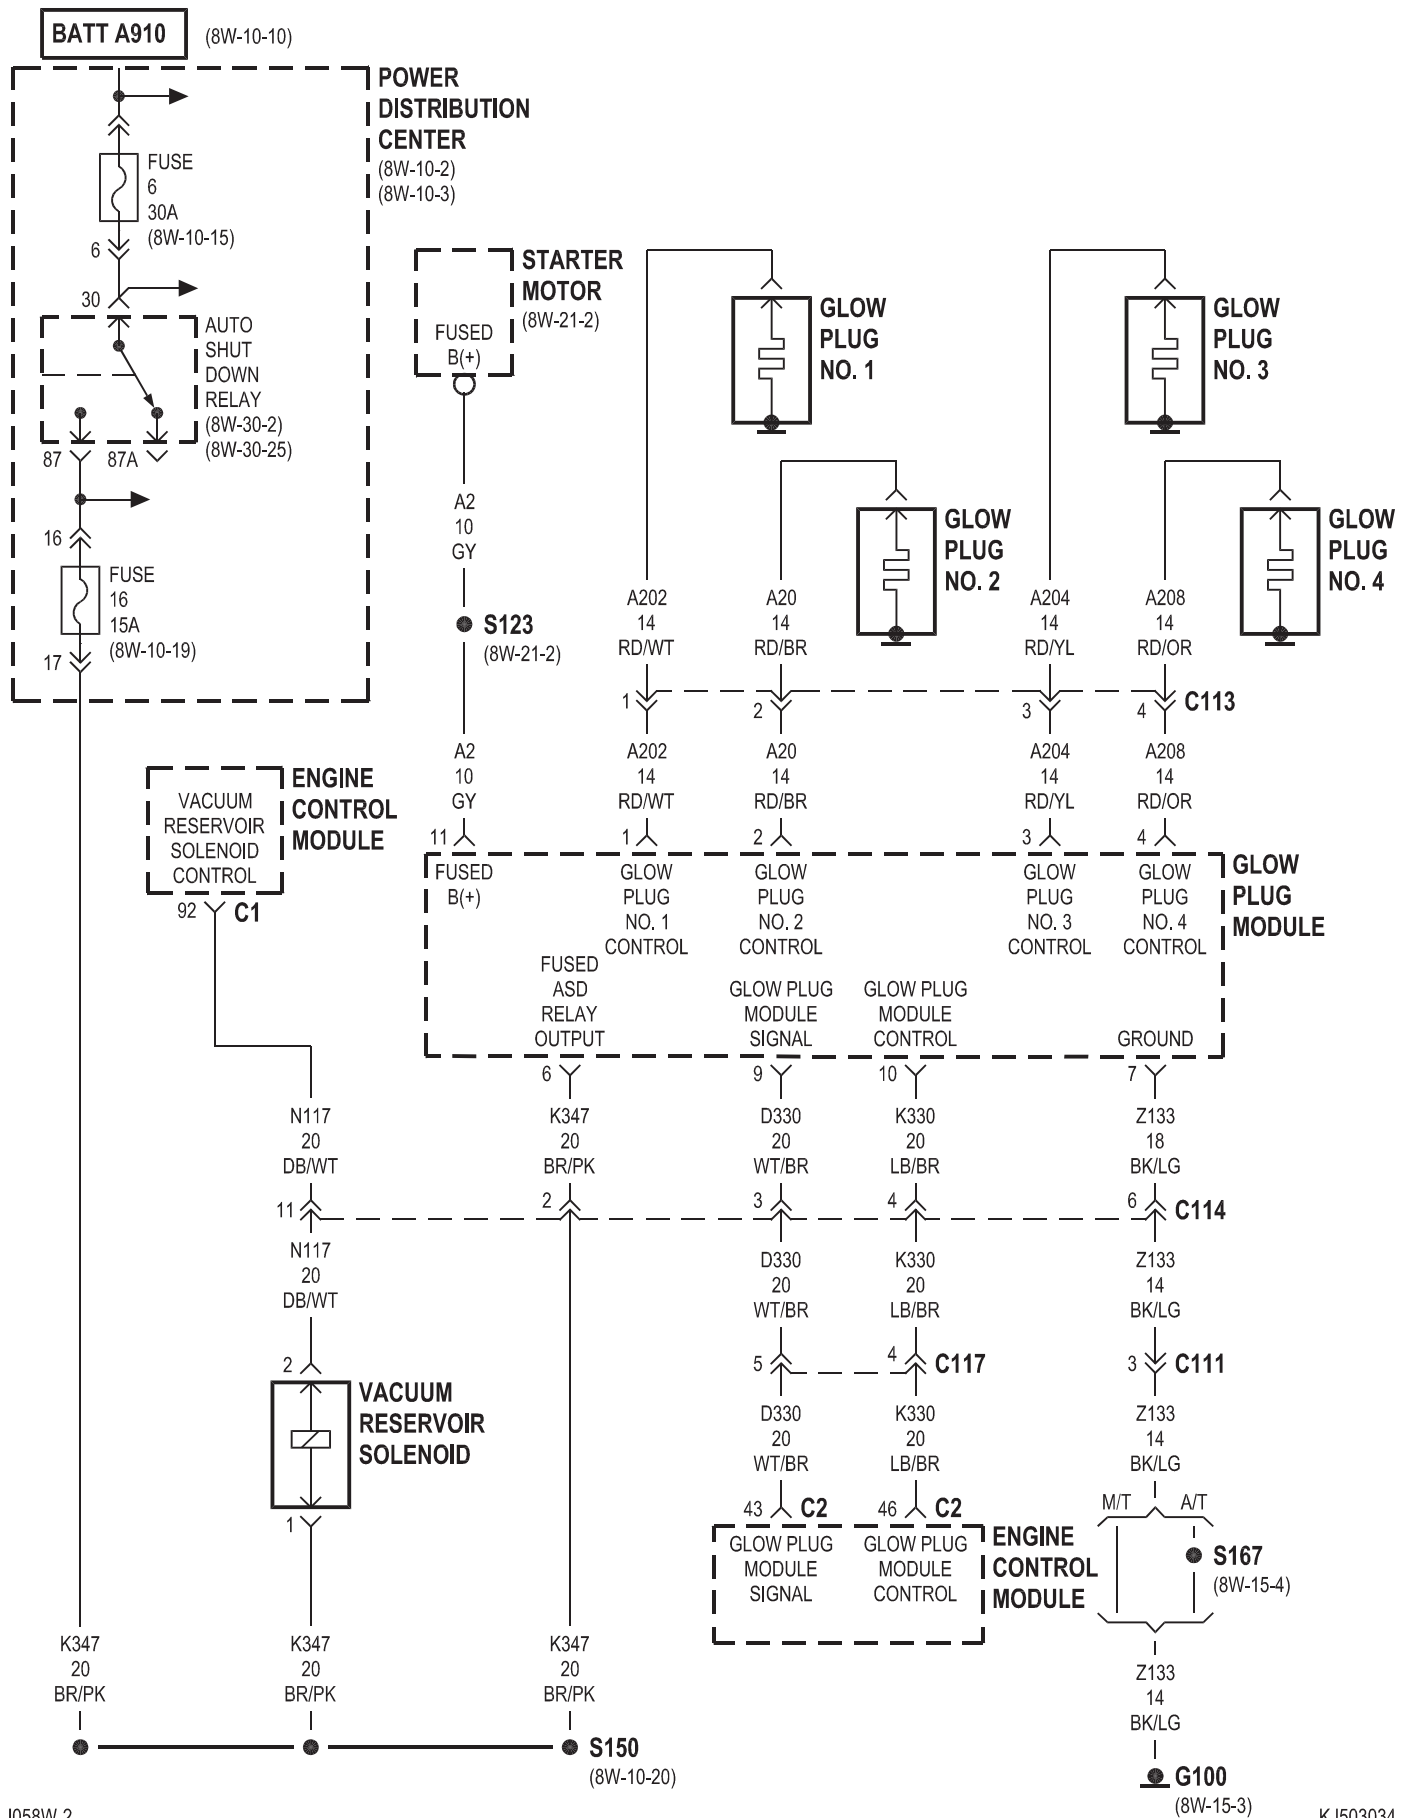 BATT A910 (8W-10-10)
POWER
DISTRIBUTION
CENTER
(8W-10-2)
(8W-10-3)
FUSE
6
30A
(8W-10-15)
6
30
AUTO
SHUT
DOWN
RELAY
(8W-30-2)
(8W-30-25)
87 87A
16
FUSE
16
15A
(8W-10-19)
17
STARTER
MOTOR
(8W-21-2)
FUSED
B(+)
A2
10
GY
S123
(8W-21-2)
A2
10
GY
11
GLOW
PLUG
NO. 1
GLOW
PLUG
NO. 2
GLOW
PLUG
NO. 3
GLOW
PLUG
NO. 4
A202 A20 A204 A208
14 14 14 14
RD/WT RD/BR RD/YL RD/OR
1 2 3 4 C113
A202 A20 A204 A208
14 14 14 14
RD/WT RD/BR RD/YL RD/OR
1 2 3 4
ENGINE
CONTROL
MODULE
VACUUM
RESERVOIR
SOLENOID
CONTROL
92 C1
GLOW
PLUG
MODULE
FUSED
B(+)
GLOW
PLUG
NO. 1
CONTROL
GLOW
PLUG
NO. 2
CONTROL
GLOW
PLUG
NO. 3
CONTROL
GLOW
PLUG
NO. 4
CONTROL
FUSED
ASD
RELAY
OUTPUT
GLOW PLUG
MODULE
SIGNAL
GLOW PLUG
MODULE
CONTROL
GROUND
6 9 10 7
N117 K347 D330 K330 Z133
20 20 20 20 18
DB/WT BR/PK WT/BR LB/BR BK/LG
11 2 3 4 6 C114
N117 D330 K330 Z133
20 20 20 14
DB/WT WT/BR LB/BR BK/LG
2 5 4 C117 3 C111
VACUUM
RESERVOIR
SOLENOID
1
D330 K330 Z133
20 20 14
WT/BR LB/BR BK/LG
43 C2 46 C2
M/T A/T
GLOW PLUG
MODULE
SIGNAL
GLOW PLUG
MODULE
CONTROL
ENGINE
CONTROL
MODULE
S167
(8W-15-4)
K347 K347 K347 Z133
20 20 20 14
BR/PK BR/PK BR/PK BK/LG
S150
(8W-10-20)
G100
(8W-15-3)
J058W-2 KJ503034